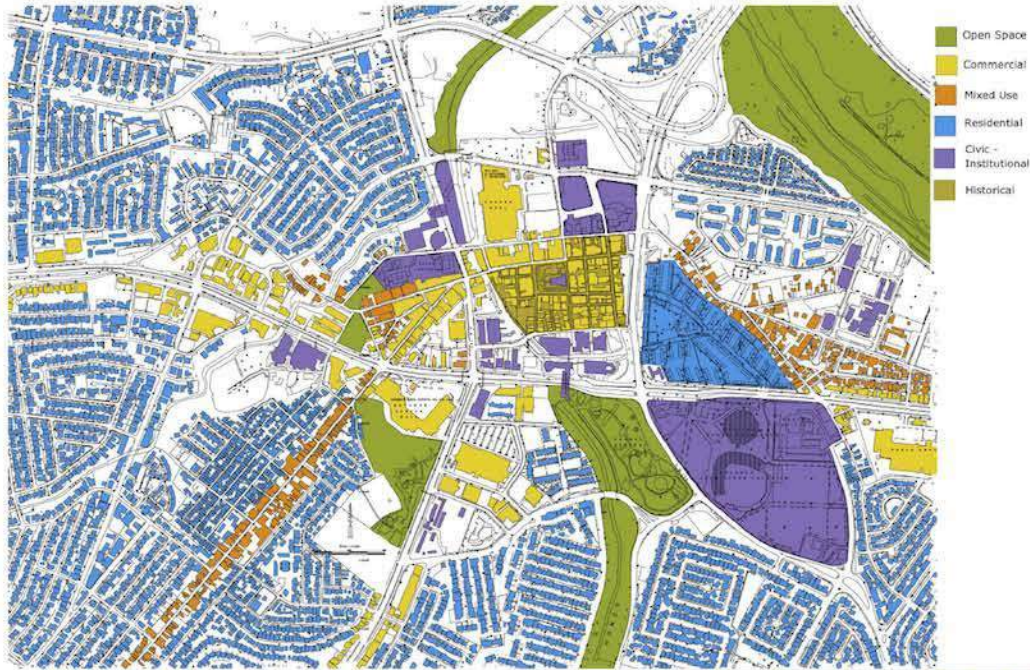 Open Space
Commercial
Mixed Use
Residential
Civic -
Institutional
Historical